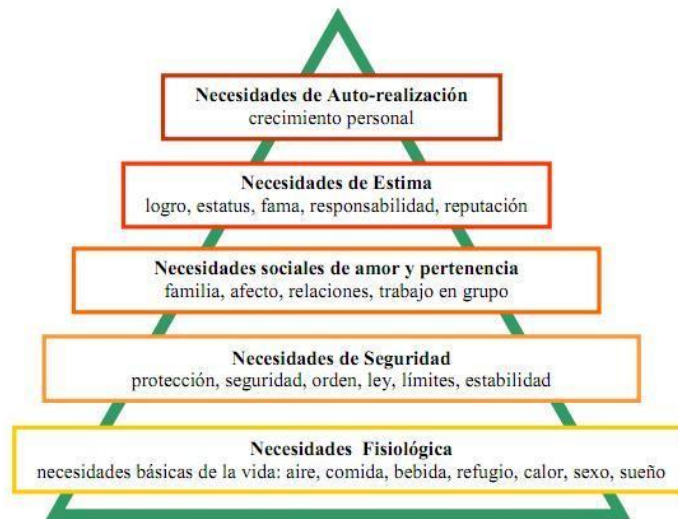 Necesidades de Auto-realización
crecimiento personal
Necesidades de Estima
logro, estatus, fama, responsabilidad, reputación
Necesidades sociales de amor y pertenencia
familia, afecto, relaciones, trabajo en grupo
Necesidades de Seguridad
protección, seguridad, orden, ley, límites, estabilidad
Necesidades Fisiológica
necesidades básicas de la vida: aire, comida, bebida, refugio, calor, sexo, sueño